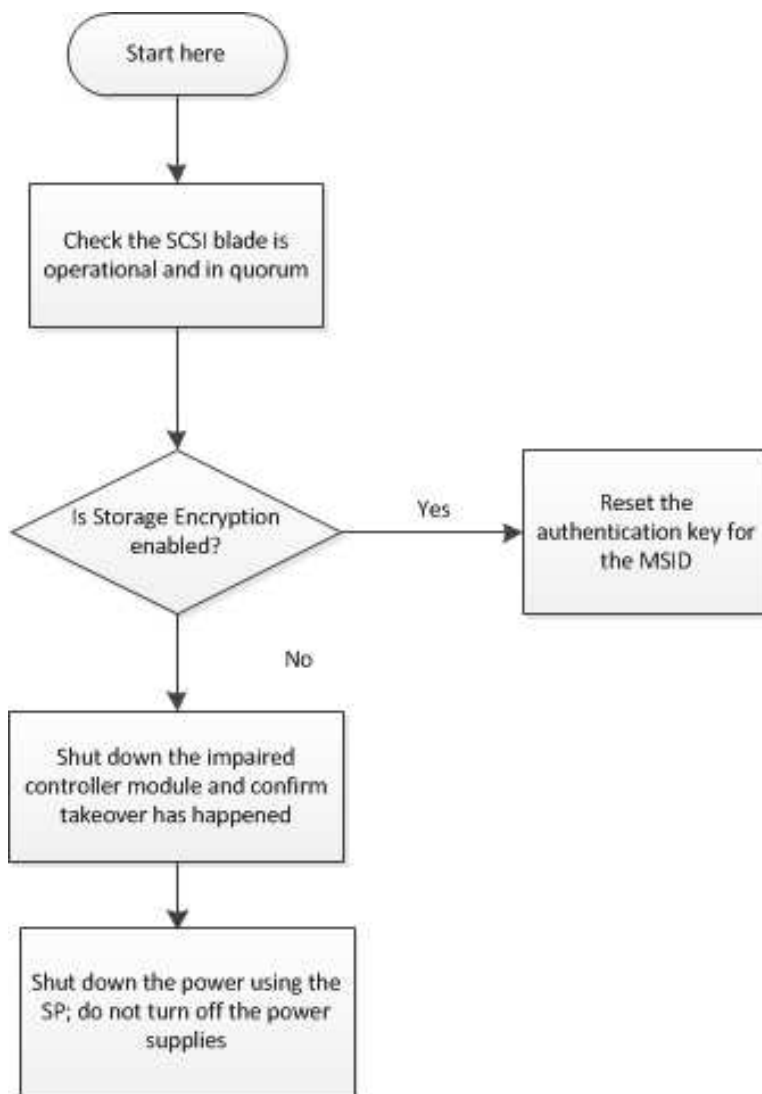 Start here
Check the SCSI blade is
operational and in quorum
Is Storage Encryption
enabled?
Yes
Reset the
authentication key for
the MSID
No
Shut down the impaired
controller module and confirm
takeover has happened
Shut down the power using the
SP; do not turn off the power
supplies